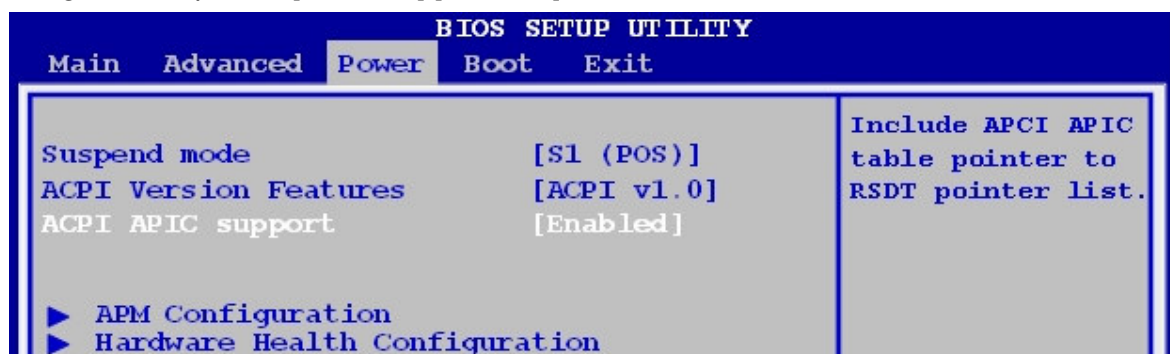 BIOS SETUP UTILITY
Main Advanced Power Boot Exit
Suspend mode [S1 (POS)]
ACPI Version Features [ACPI v1.0]
ACPI APIC support [Enabled]
▶ APM Configuration
▶ Hardware Health Configuration
Include APCI APIC
table pointer to
RSDT pointer list.